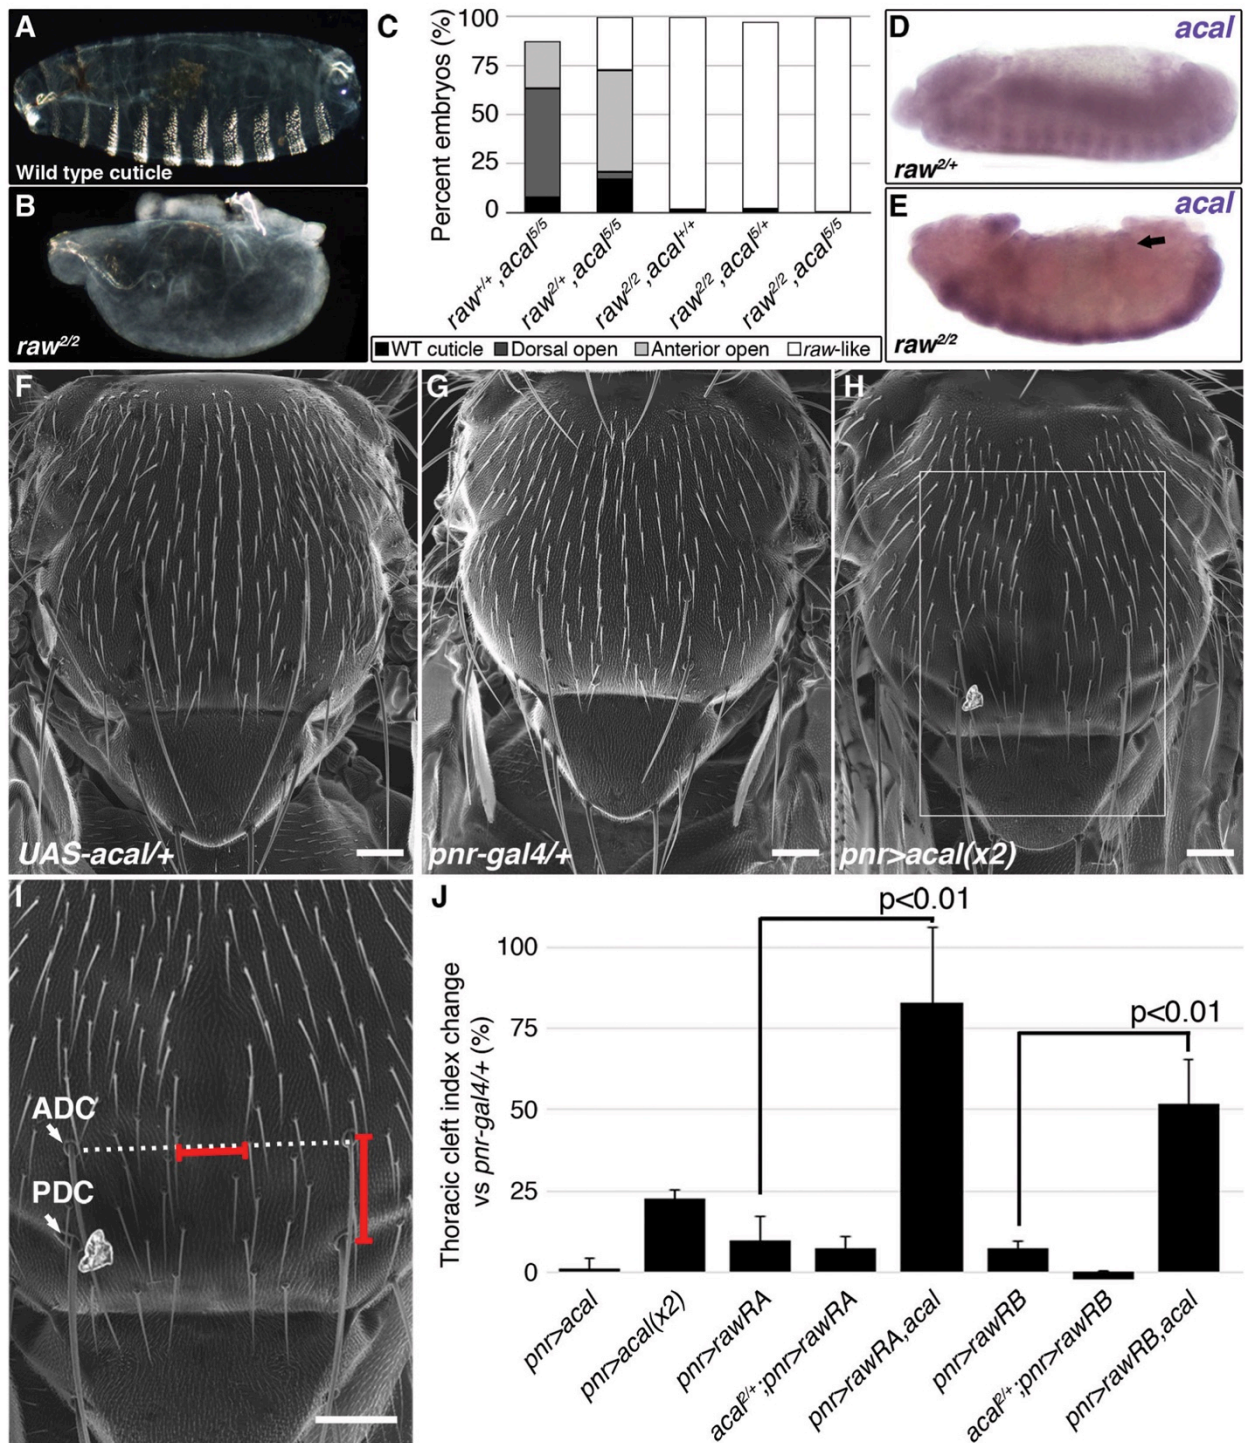 A
Wild type cuticle
B
raw2/2
C
Percent embryos (%)
100
75
50
25
0
raw+/+,acal5/5
raw2/+,acal5/5
raw2/2,acal+/+
raw2/2,acal5/+
raw2/2,acal5/5
WT cuticle Dorsal open Anterior open raw-like
D
acal
raw2/+
E
acal
raw2/2
F
UAS-acal/+
G
pnr-gal4/+
H
pnr>acal(x2)
I
ADC
PDC
J
Thoracic cleft index change
vs pnr-gal4/+ (%)
100
75
50
25
0
p<0.01
p<0.01
pnr>acal
pnr>acal(x2)
pnr>rawRA
acal2/+;pnr>rawRA
pnr>rawRA,acal
pnr>rawRB
acal2/+;pnr>rawRB
pnr>rawRB,acal